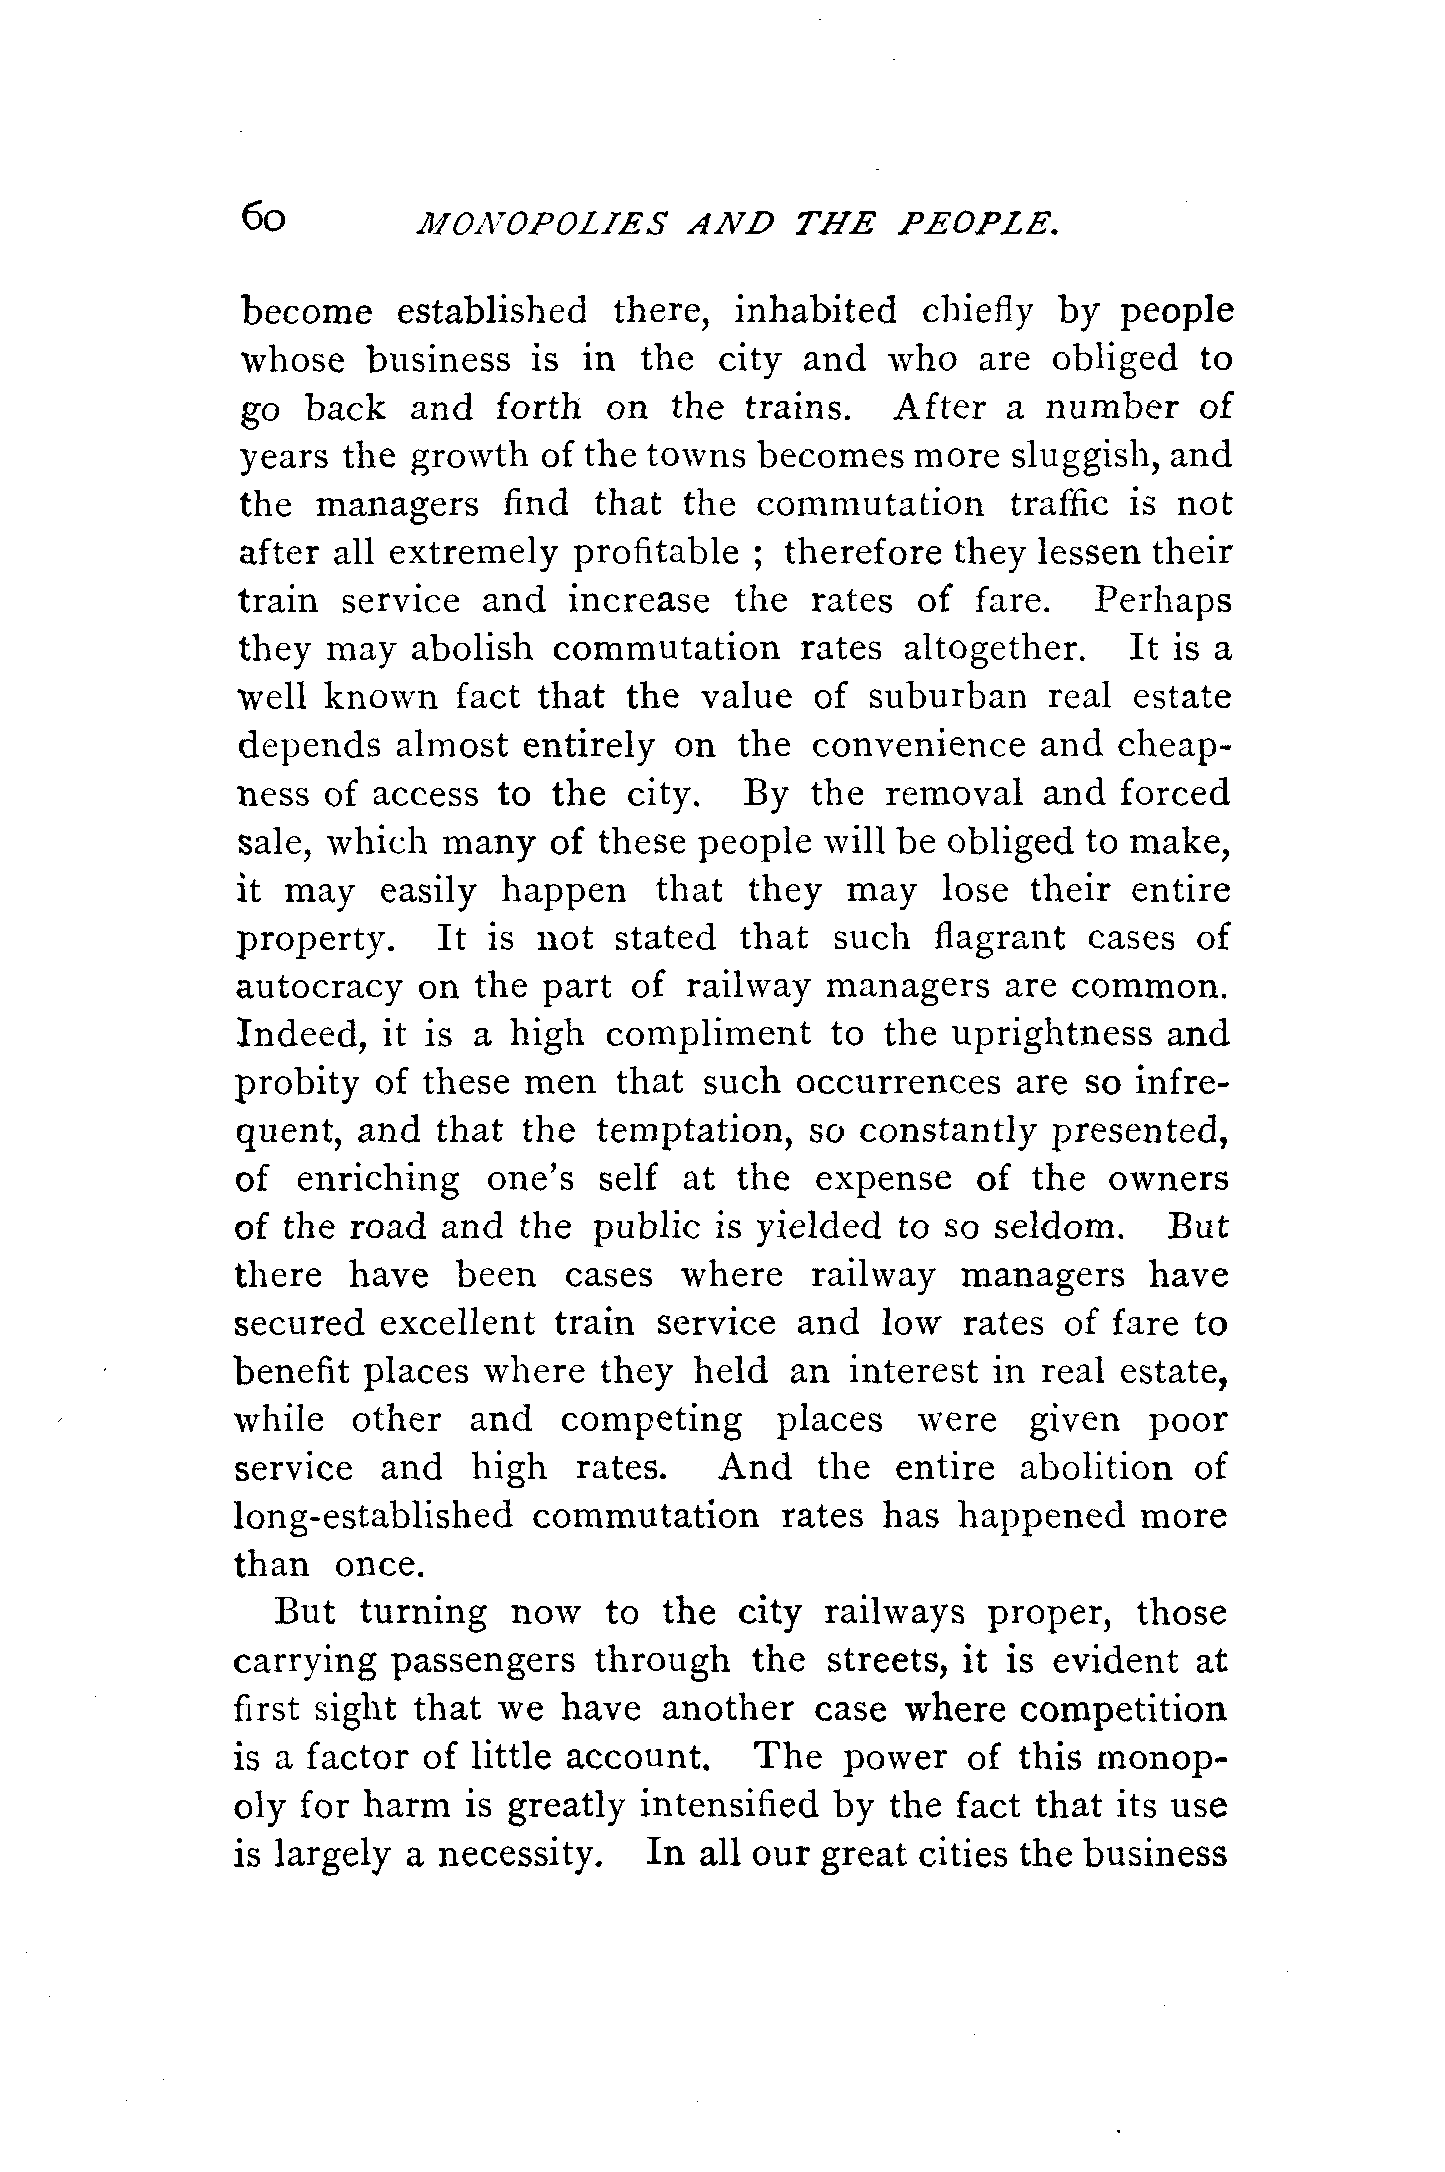 60 MONOPOLIES AND THE PEOPLE.
become established there, inhabited chiefly by people
whose business is in the city and who are obliged to
go back and forth on the trains. After a number of
years the growth of the towns becomes more sluggish, and
the managers find that the commutation traffic is not
after all extremely profitable ; therefore they lessen their
train service and increase the rates of fare. Perhaps
they may abolish commutation rates altogether. It is a
well known fact that the value of suburban real estate
depends almost entirely on the convenience and cheap-
ness of access to the city. By the removal and forced
sale, which many of these people will be obliged to make,
it may easily happen that they may lose their entire
property. It is not stated that such flagrant cases of
autocracy on the part of railway managers are common.
Indeed, it is a high compliment to the uprightness and
probity of these men that such occurrences are so infre-
quent, and that the temptation, so constantly presented,
of enriching one's self at the expense of the owners
of the road and the public is yielded to so seldom. But
there have been cases where railway managers have
secured excellent train service and low rates of fare to
benefit places where they held an interest in real estate,
while other and competing places were given poor
service and high rates. And the entire abolition of
long-established commutation rates has happened more
than once.
But turning now to the city railways proper, those
carrying passengers through the streets, it is evident at
first sight that we have another case where competition
is a factor of little account. The power of this monop-
oly for harm is greatly intensified by the fact that its use
is largely a necessity. In all our great cities the business